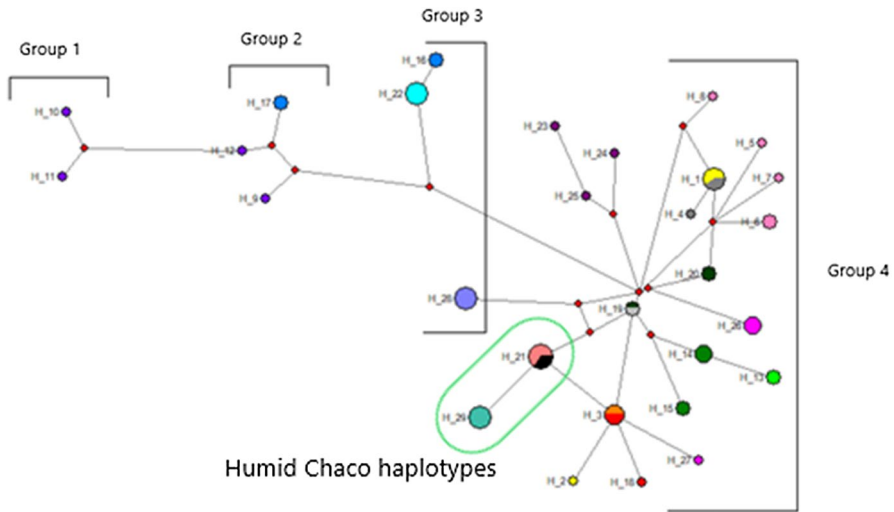 Group 1
Group 2
Group 3
Group 4
H_10
H_11
H_17
H_12
H_9
H_16
H_22
H_28
H_23
H_24
H_25
H_5
H_1
H_7
H_4
H_6
H_20
H_19
H_26
H_14
H_13
H_15
H_21
H_29
H_3
H_27
H_2
H_18
Humid Chaco haplotypes